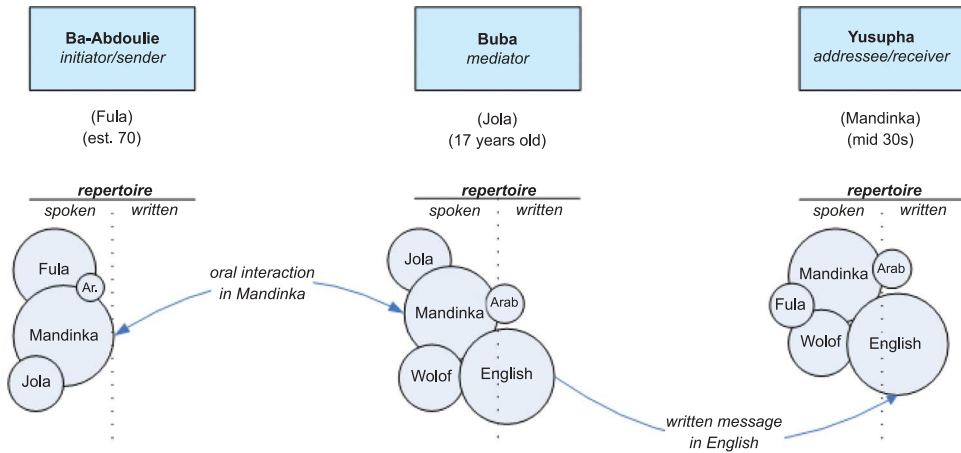 Ba-Abdoulie
initiator/sender
(Fula)
(est. 70)
repertoire
spoken written
Fula
Ar.
Mandinka
Jola
oral interaction
in Mandinka
Buba
mediator
(Jola)
(17 years old)
repertoire
spoken written
Jola
Mandinka
Arab
Wolof
English
written message
in English
Yusupha
addressee/receiver
(Mandinka)
(mid 30s)
repertoire
spoken written
Mandinka
Arab
Fula
Wolof
English